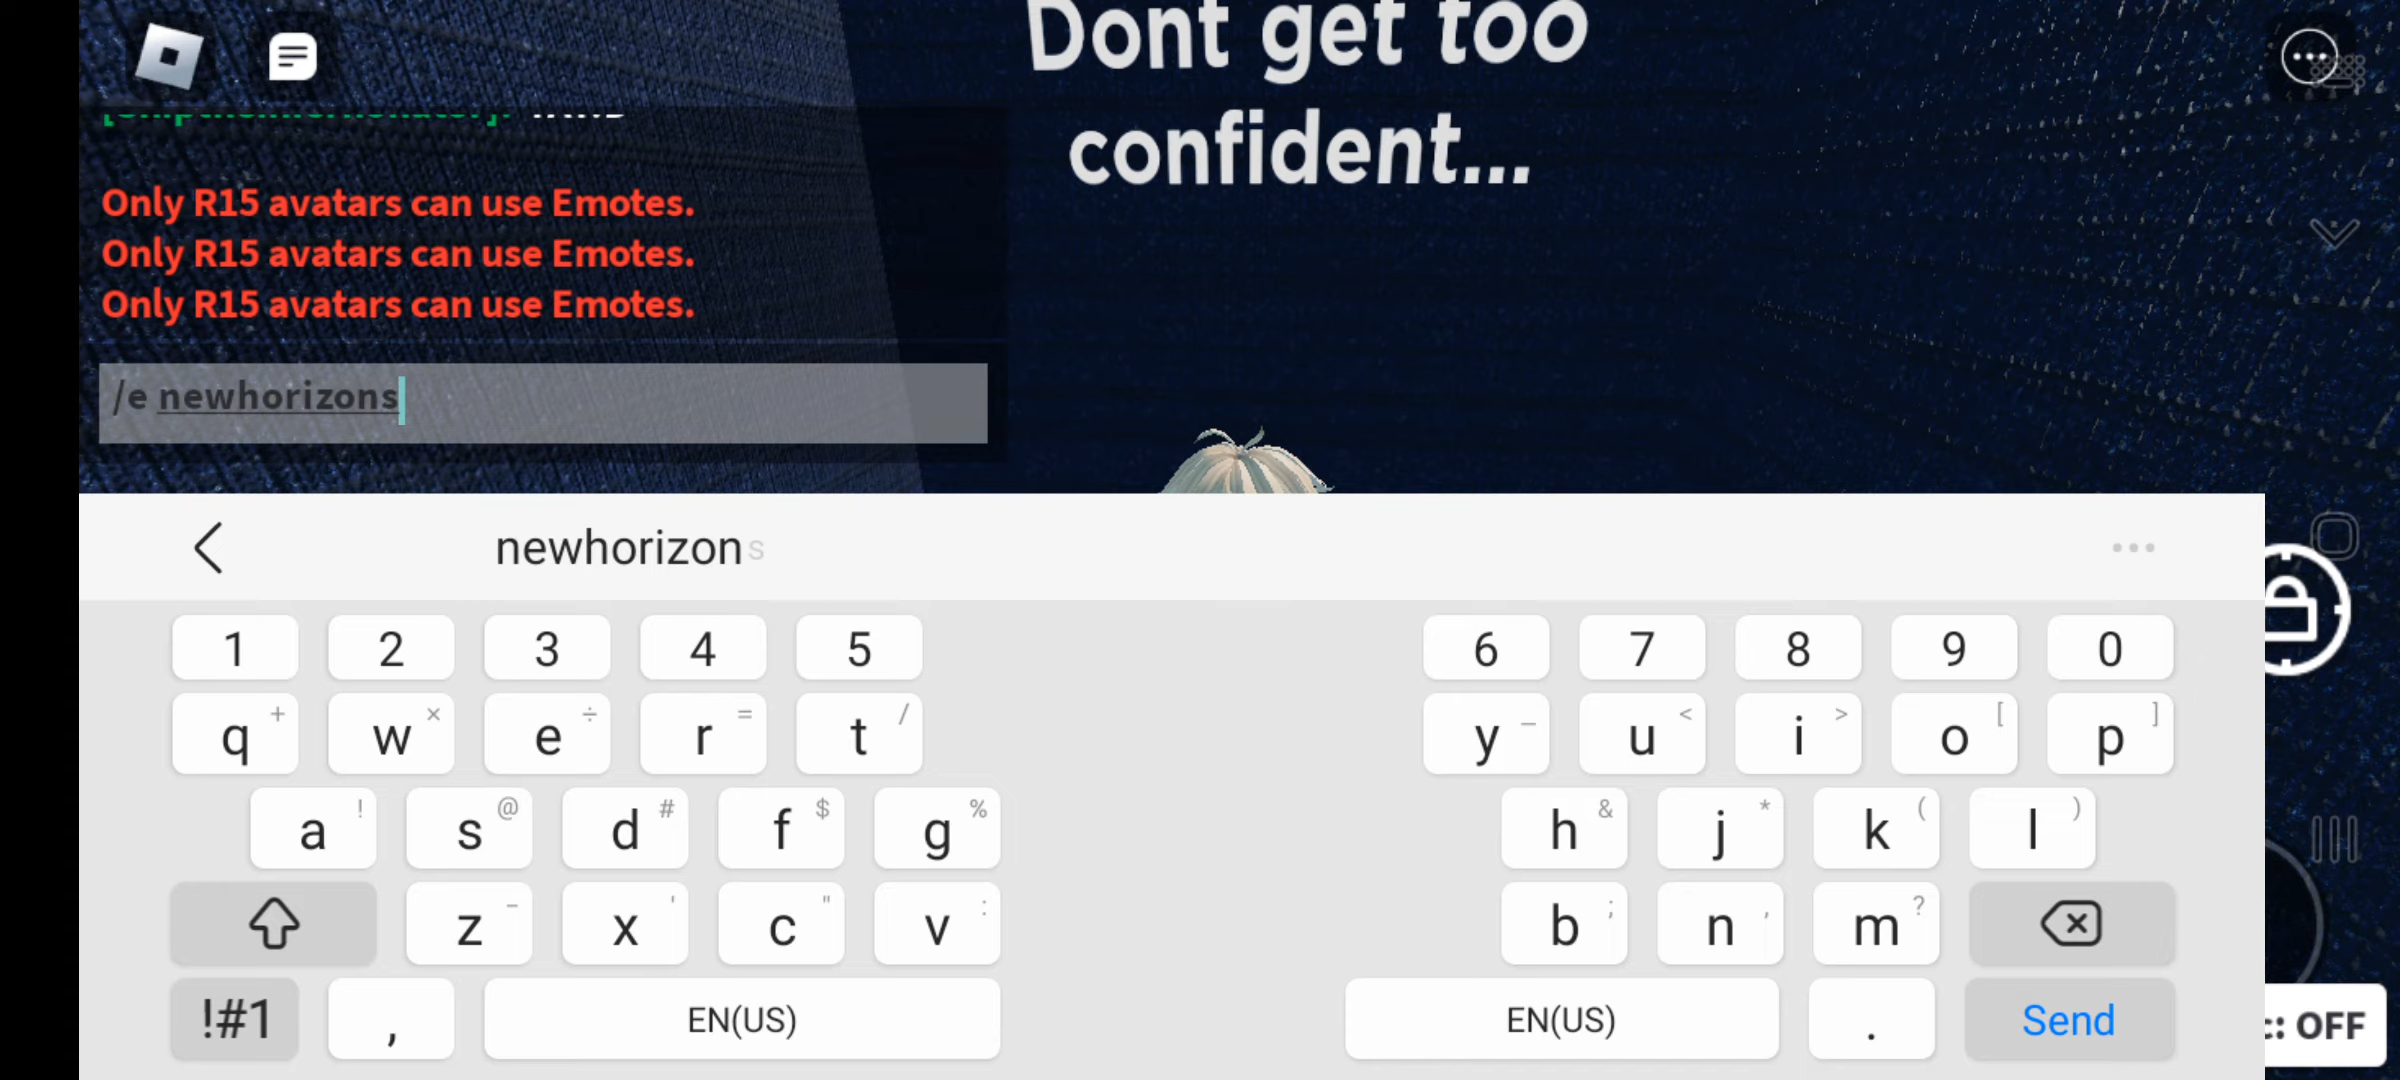 Dont get too
confident...
Only R15 avatars can use Emotes.
Only R15 avatars can use Emotes.
Only R15 avatars can use Emotes.
/e newhorizons
newhorizons
1 2 3 4 5 6 7 8 9 0
q + w × e ÷ r = t / y _ u < i > o [ p ]
a ! s @ d # f $ g % h & j * k ( l )
z - x ' c " v : b ; n , m ?
!#1 , EN(US) EN(US) . Send
: OFF